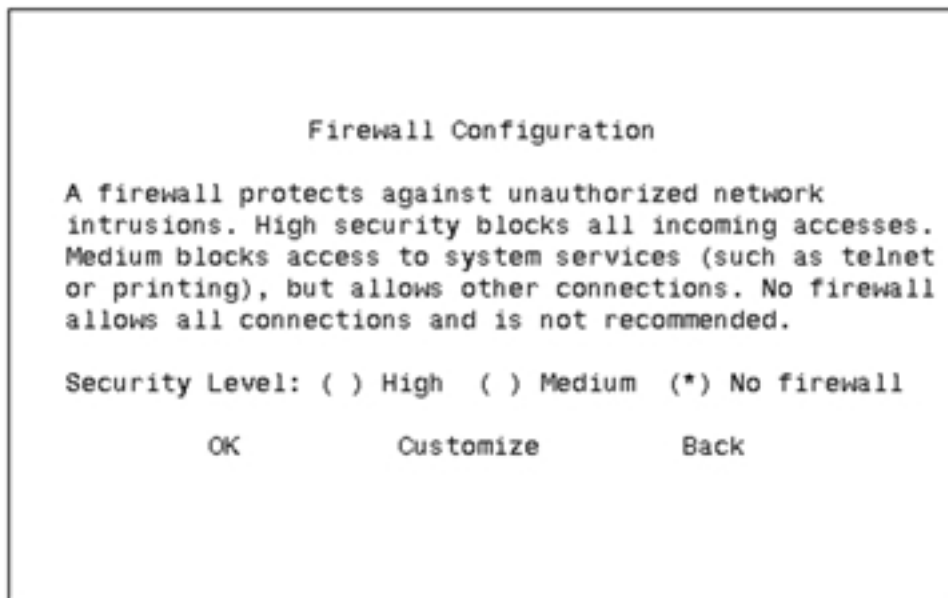 Firewall Configuration
A firewall protects against unauthorized network
intrusions. High security blocks all incoming accesses.
Medium blocks access to system services (such as telnet
or printing), but allows other connections. No firewall
allows all connections and is not recommended.
Security Level: ( ) High ( ) Medium (*) No firewall
OK Customize Back